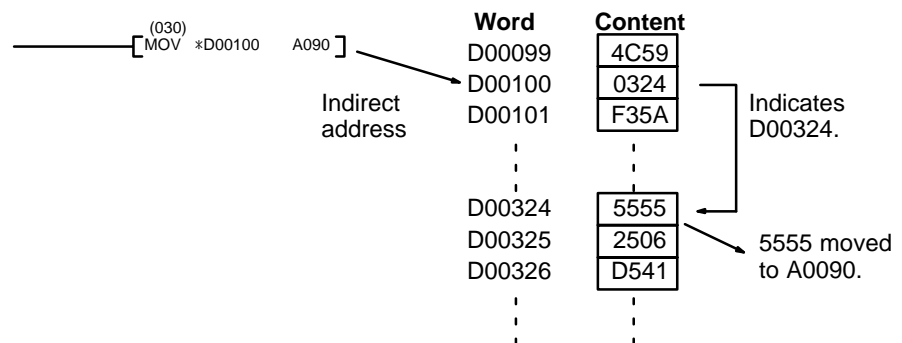 (030)
MOV *D00100 A090
Indirect
address
Word Content
D00099 4C59
D00100 0324
D00101 F35A
Indicates
D00324.
D00324 5555
D00325 2506
D00326 D541
5555 moved
to A0090.